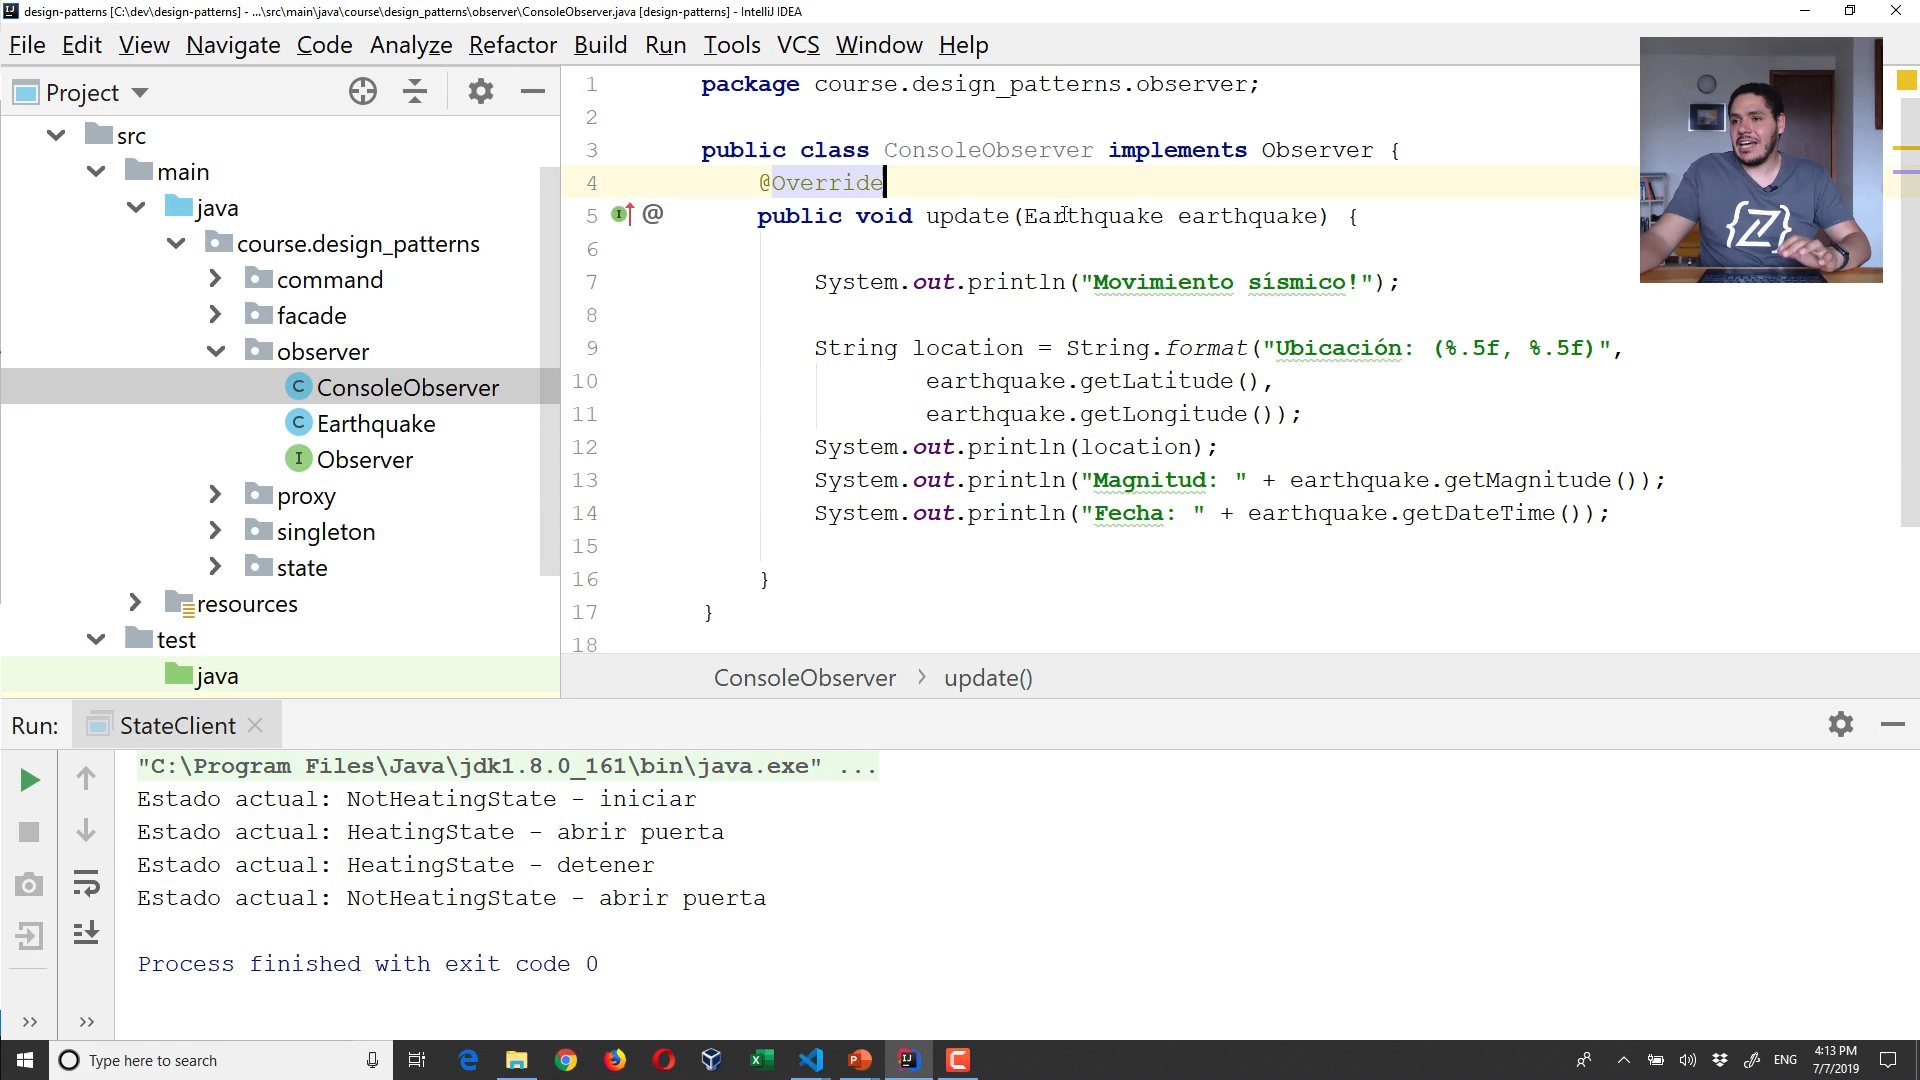 design-patterns [C:\dev\design-patterns] - ...\src\main\java\course\design_patterns\observer\ConsoleObserver.java [design-patterns] - IntelliJ IDEA
File Edit View Navigate Code Analyze Refactor Build Run Tools VCS Window Help
Project
src
main
java
course.design_patterns
command
facade
observer
ConsoleObserver
Earthquake
Observer
proxy
singleton
state
resources
test
java
1 package course.design_patterns.observer;
2
3 public class ConsoleObserver implements Observer {
4 @Override
5 public void update(Earthquake earthquake) {
6
7 System.out.println("Movimiento sísmico!");
8
9 String location = String.format("Ubicación: (%.5f, %.5f)",
10 earthquake.getLatitude(),
11 earthquake.getLongitude());
12 System.out.println(location);
13 System.out.println("Magnitud: " + earthquake.getMagnitude());
14 System.out.println("Fecha: " + earthquake.getDateTime());
15
16 }
17 }
18
ConsoleObserver > update()
Run: StateClient
"C:\Program Files\Java\jdk1.8.0_161\bin\java.exe" ...
Estado actual: NotHeatingState - iniciar
Estado actual: HeatingState - abrir puerta
Estado actual: HeatingState - detener
Estado actual: NotHeatingState - abrir puerta
Process finished with exit code 0
Type here to search
ENG
4:13 PM
7/7/2019